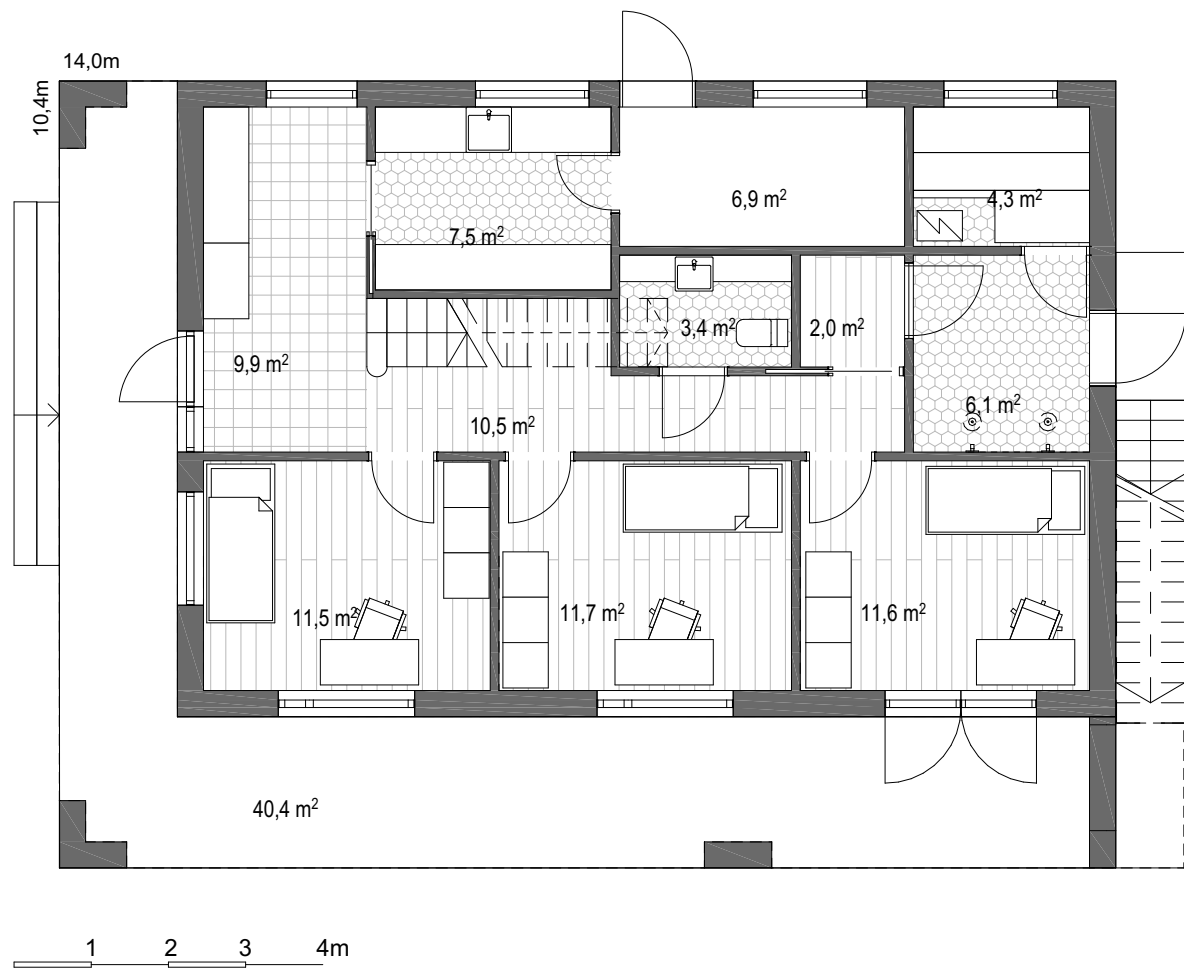 14,0m
10,4m
6,9 m²
4,3 m²
7,5 m²
3,4 m²
2,0 m²
9,9 m²
6,1 m²
10,5 m²
11,5 m²
11,7 m²
11,6 m²
40,4 m²
1 2 3 4m